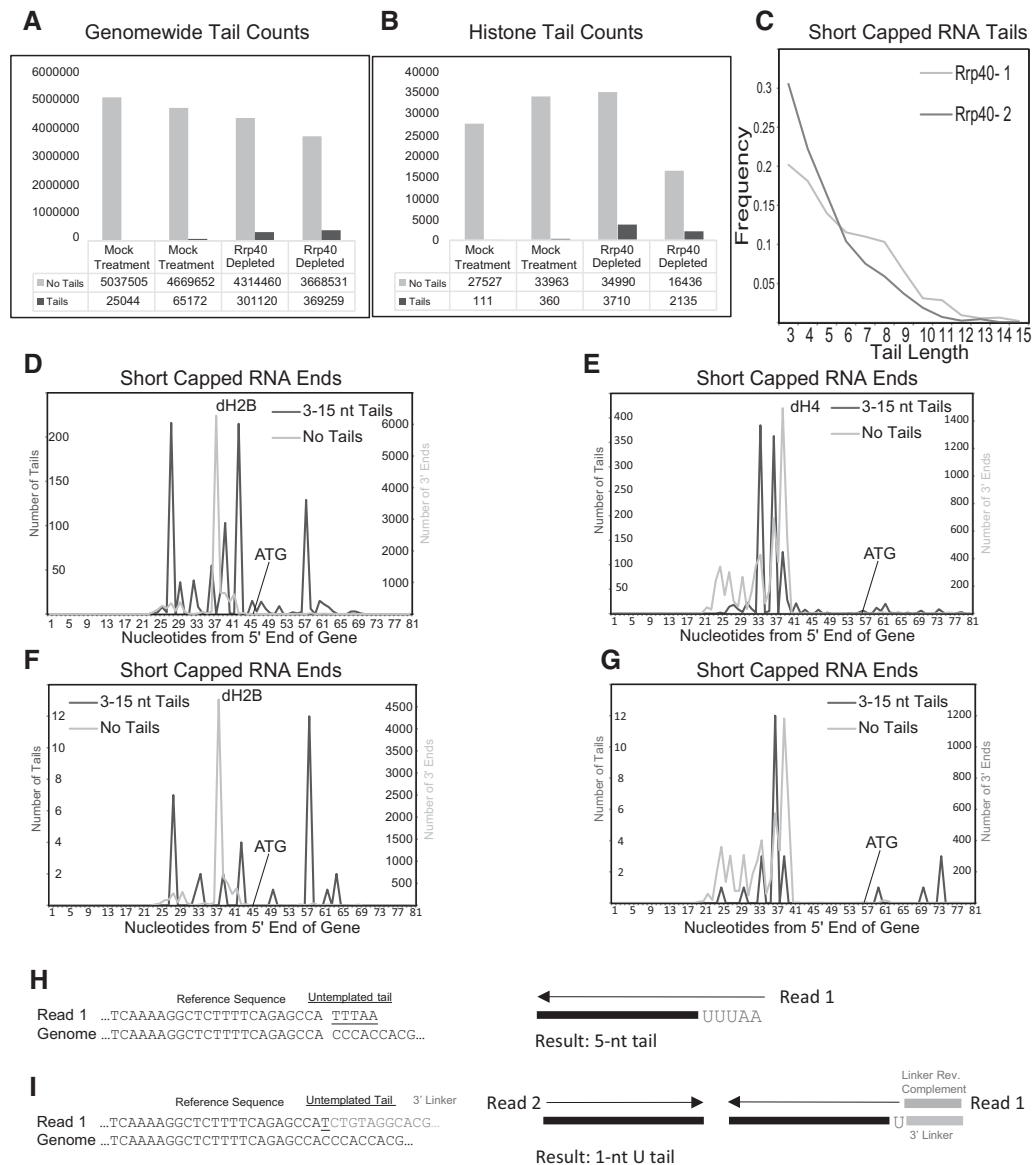 A
Genomewide Tail Counts
6000000
5000000
4000000
3000000
2000000
1000000
0
Mock Treatment Mock Treatment Rrp40 Depleted Rrp40 Depleted
No Tails 5037505 4669652 4314460 3668531
Tails 25044 65172 301120 369259
B
Histone Tail Counts
40000
35000
30000
25000
20000
15000
10000
5000
0
Mock Treatment Mock Treatment Rrp40 Depleted Rrp40 Depleted
No Tails 27527 33963 34990 16436
Tails 111 360 3710 2135
C
Short Capped RNA Tails
Rrp40- 1
Rrp40- 2
Frequency
0.3
0.25
0.2
0.15
0.1
0.05
3 4 5 6 7 8 9 10 11 12 13 14 15
Tail Length
D
Short Capped RNA Ends
dH2B
3-15 nt Tails
No Tails
ATG
Number of Tails
200
150
100
50
Number of 3' Ends
6000
5000
4000
3000
2000
1000
1 5 9 13 17 21 25 29 33 37 41 45 49 53 57 61 65 69 73 77 81
Nucleotides from 5' End of Gene
E
Short Capped RNA Ends
dH4
3-15 nt Tails
No Tails
ATG
Number of Tails
400
350
300
250
200
150
100
50
Number of 3' Ends
1400
1200
1000
800
600
400
200
1 5 9 13 17 21 25 29 33 37 41 45 49 53 57 61 65 69 73 77 81
Nucleotides from 5' End of Gene
F
Short Capped RNA Ends
dH2B
3-15 nt Tails
No Tails
ATG
Number of Tails
12
10
8
6
4
2
Number of 3' Ends
4500
4000
3500
3000
2500
2000
1500
1000
500
1 5 9 13 17 21 25 29 33 37 41 45 49 53 57 61 65 69 73 77 81
Nucleotides from 5' End of Gene
G
Short Capped RNA Ends
3-15 nt Tails
No Tails
ATG
Number of Tails
12
10
8
6
4
2
Number of 3' Ends
1200
1000
800
600
400
200
1 5 9 13 17 21 25 29 33 37 41 45 49 53 57 61 65 69 73 77 81
Nucleotides from 5' End of Gene
H
Reference Sequence Untemplated tail
Read 1 ...TCAAAAGGCTCTTTTCAGAGCCA TTTAA
Genome ...TCAAAAGGCTCTTTTCAGAGCCA CCCACCACG...
Read 1
UUUAA
Result: 5-nt tail
I
Reference Sequence Untemplated Tail 3' Linker
Read 1 ...TCAAAAGGCTCTTTTCAGAGCCATCTGTAGGCACG...
Genome ...TCAAAAGGCTCTTTTCAGAGCCACCCACCACG...
Read 2
Linker Rev. Complement
Read 1
U
3' Linker
Result: 1-nt U tail